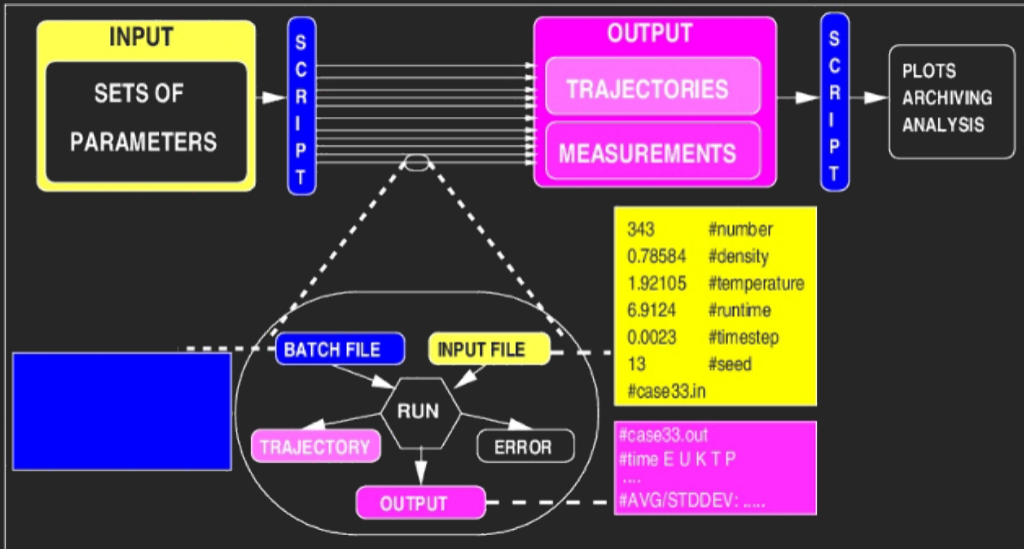 INPUT
SETS OF
PARAMETERS
SCRIPT
OUTPUT
TRAJECTORIES
MEASUREMENTS
SCRIPT
PLOTS
ARCHIVING
ANALYSIS
343 #number
0.78584 #density
1.92105 #temperature
6.9124 #runtime
0.0023 #timestep
13 #seed
#case33.in
BATCH FILE
INPUT FILE
RUN
TRAJECTORY
ERROR
OUTPUT
#case33.out
#time E U K T P
....
#AVG/STDDEV: .....